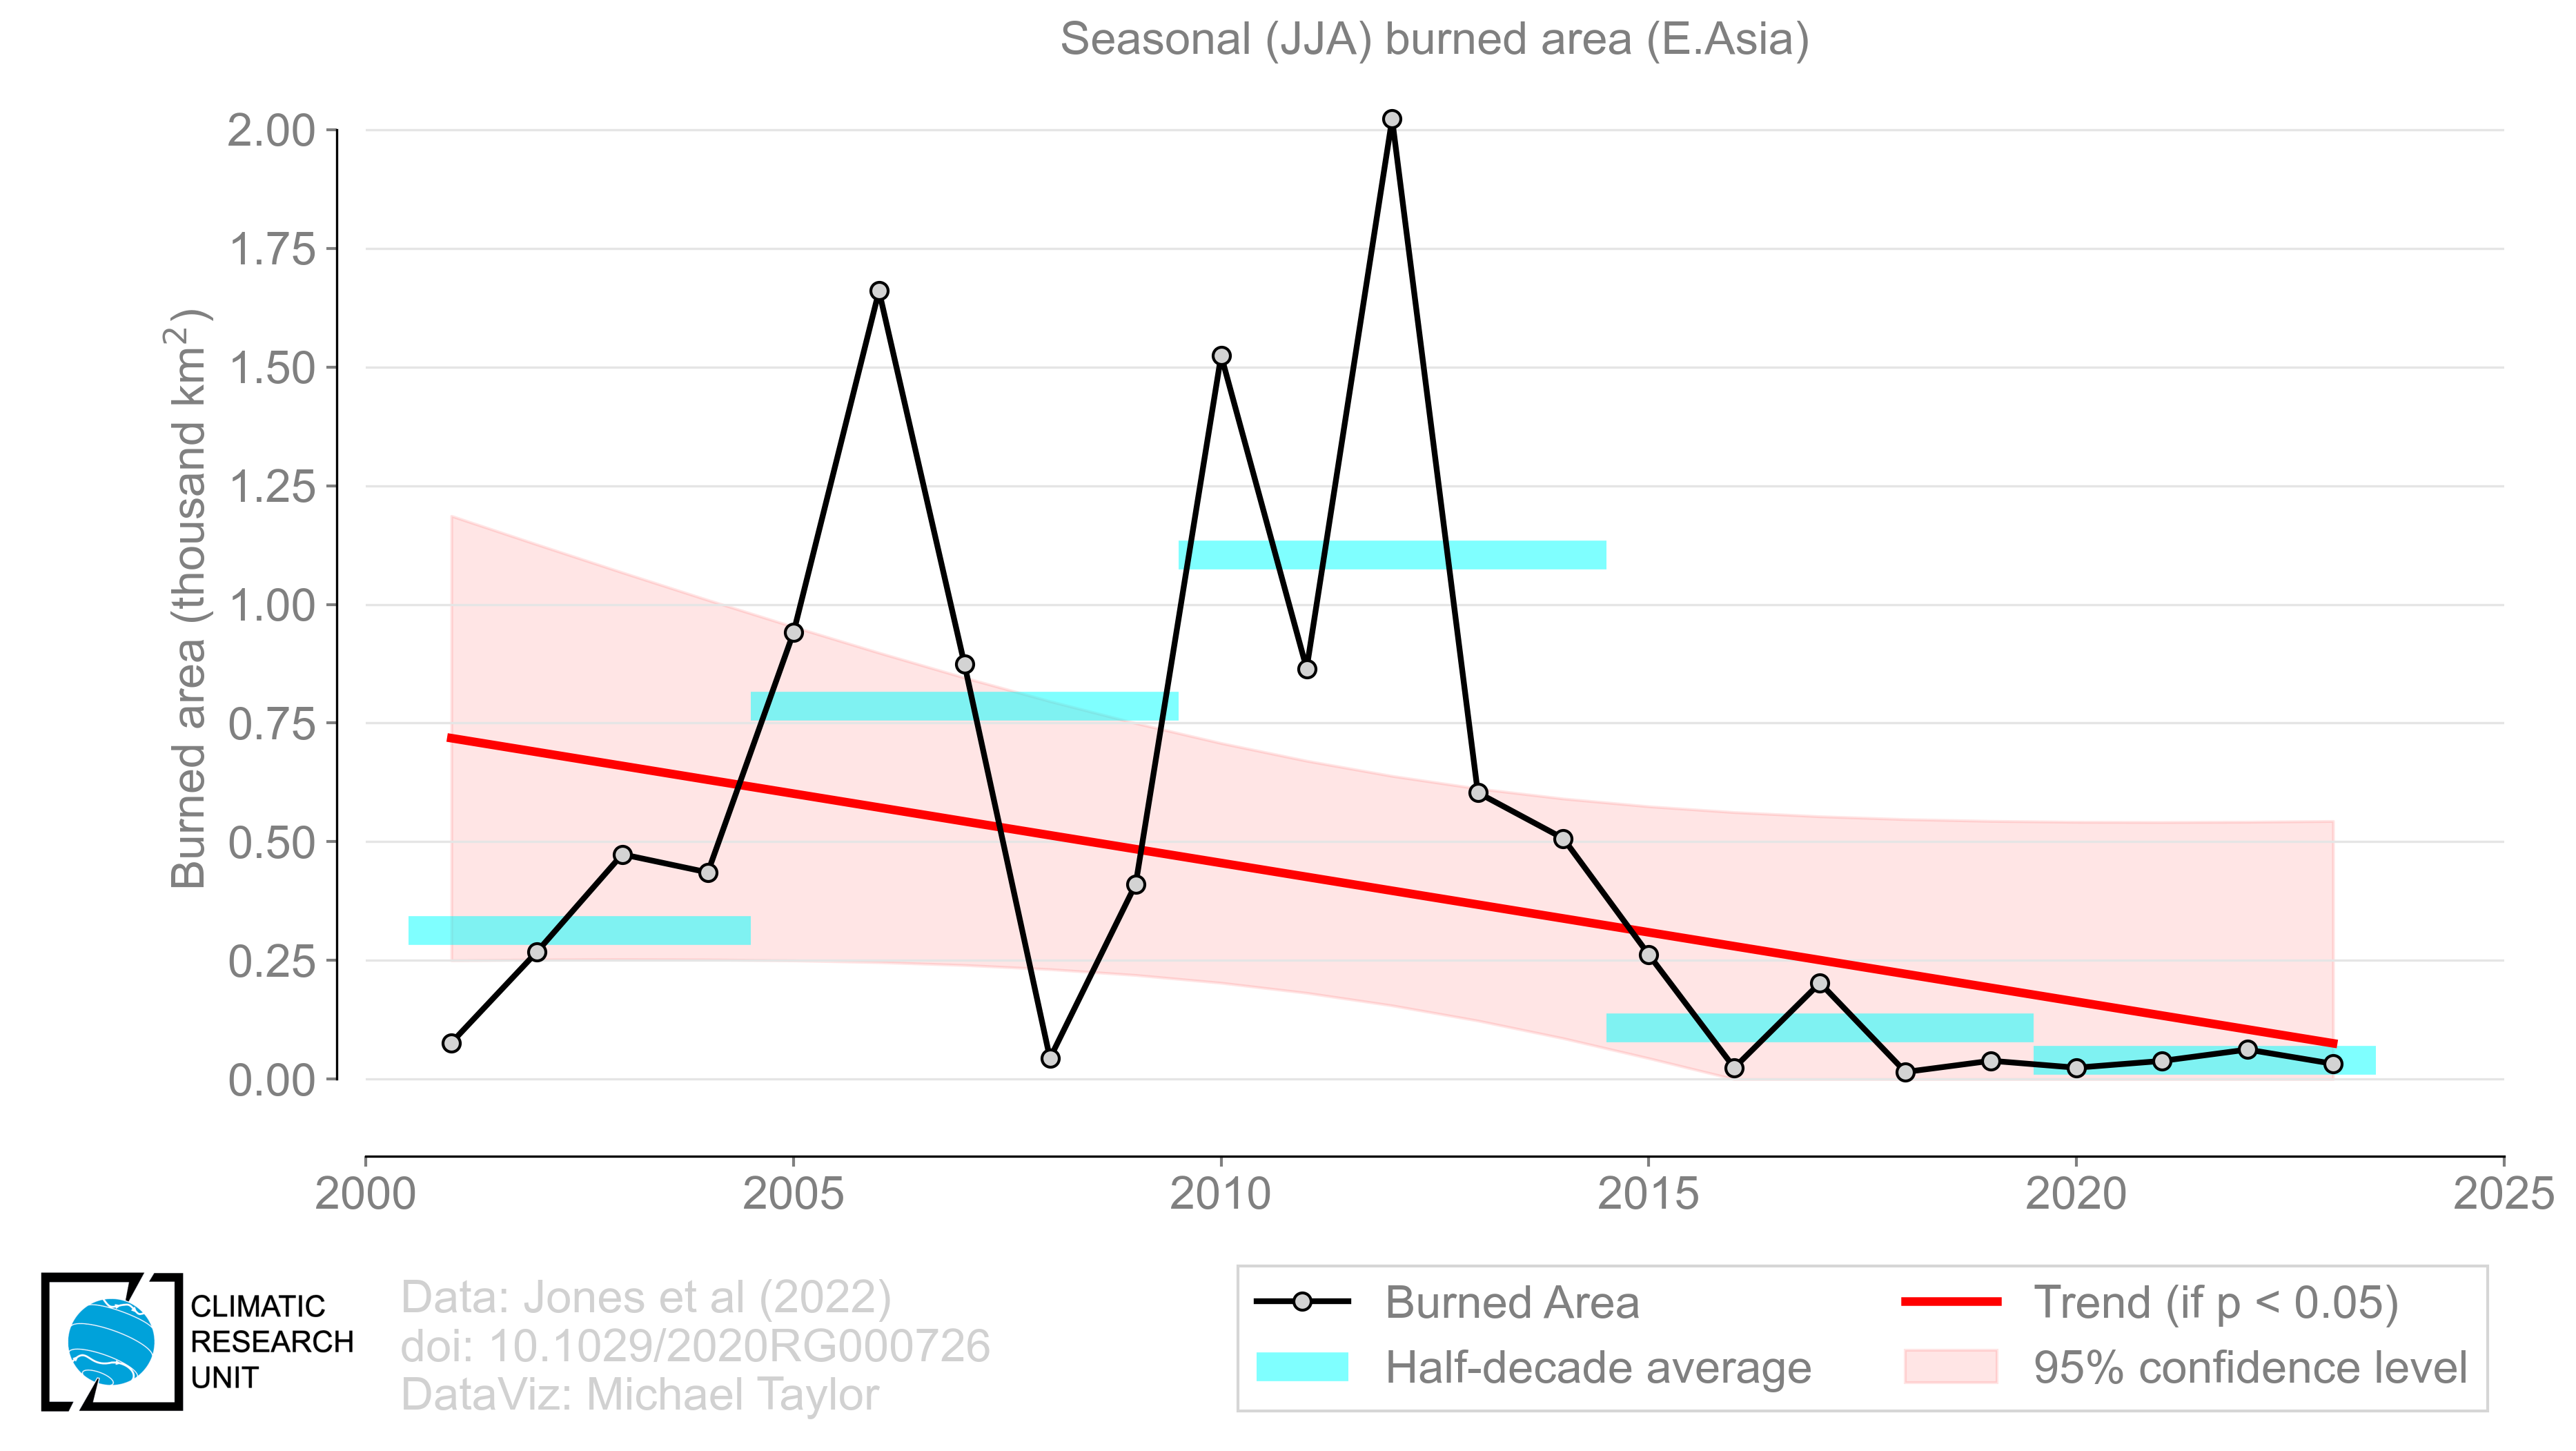 Seasonal (JJA) burned area (E.Asia)
Burned area (thousand km²)
2.00
1.75
1.50
1.25
1.00
0.75
0.50
0.25
0.00
2000 2005 2010 2015 2020 2025
CLIMATIC
RESEARCH
UNIT
Data: Jones et al (2022)
doi: 10.1029/2020RG000726
DataViz: Michael Taylor
Burned Area
Half-decade average
Trend (if p < 0.05)
95% confidence level